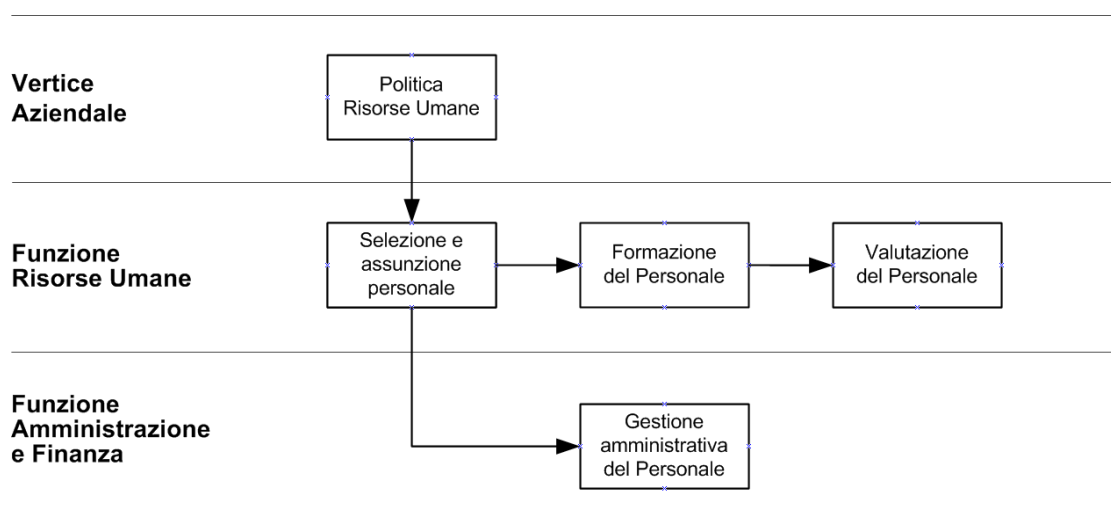 Vertice
Aziendale
Politica
Risorse Umane
Funzione
Risorse Umane
Selezione e
assunzione
personale
Formazione
del Personale
Valutazione
del Personale
Funzione
Amministrazione
e Finanza
Gestione
amministrativa
del Personale